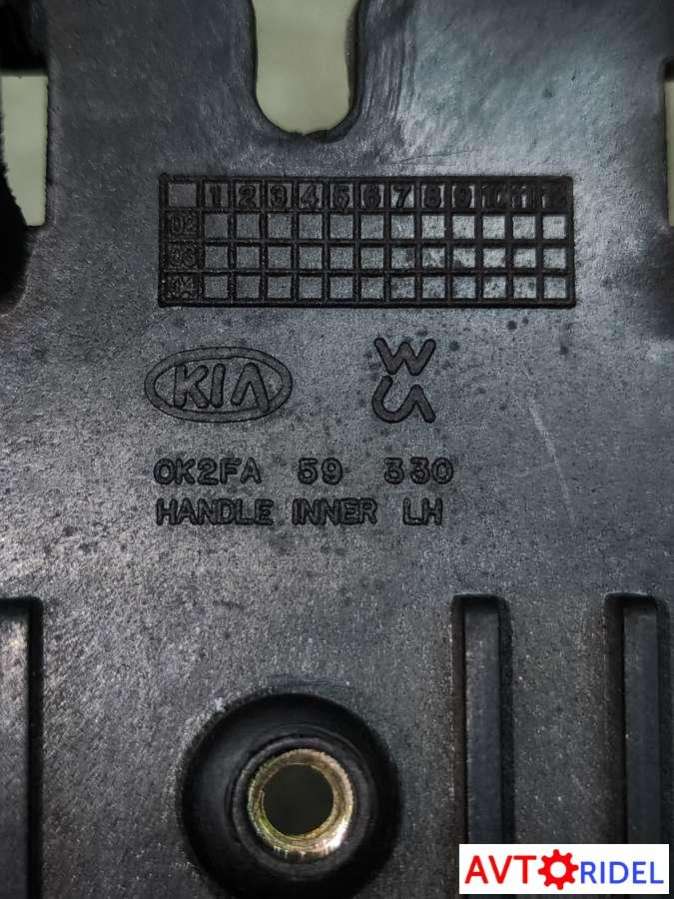 1 2 3 4 5 6 7 8 9 10 11 12
02
03
04
KIA
0K2FA 59 330
HANDLE INNER LH
AVTORIDEL